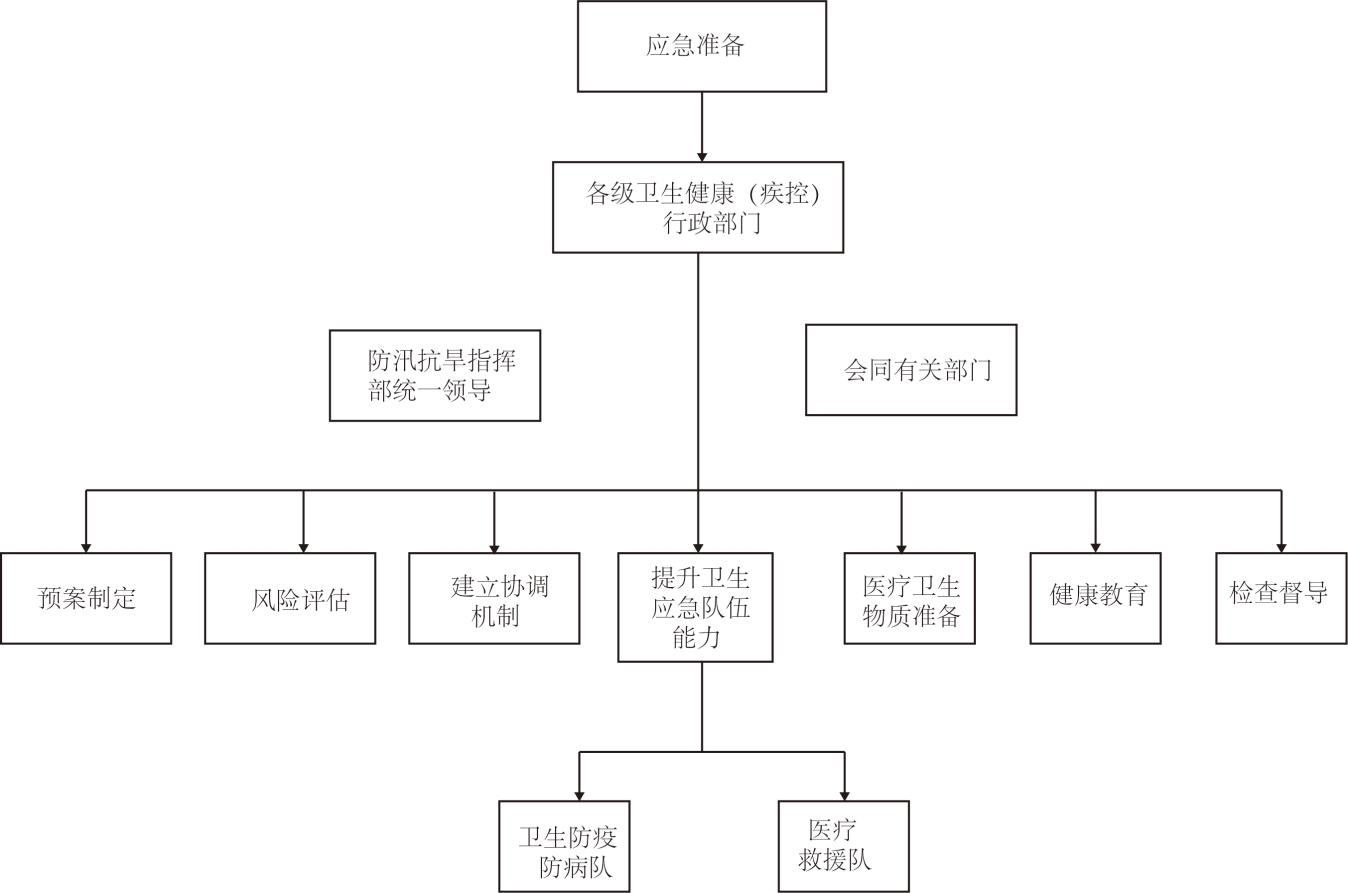 应急准备
各级卫生健康（疾控）
行政部门
防汛抗旱指挥
部统一领导
会同有关部门
预案制定
风险评估
建立协调
机制
提升卫生
应急队伍
能力
医疗卫生
物质准备
健康教育
检查督导
卫生防疫
防病队
医疗
救援队